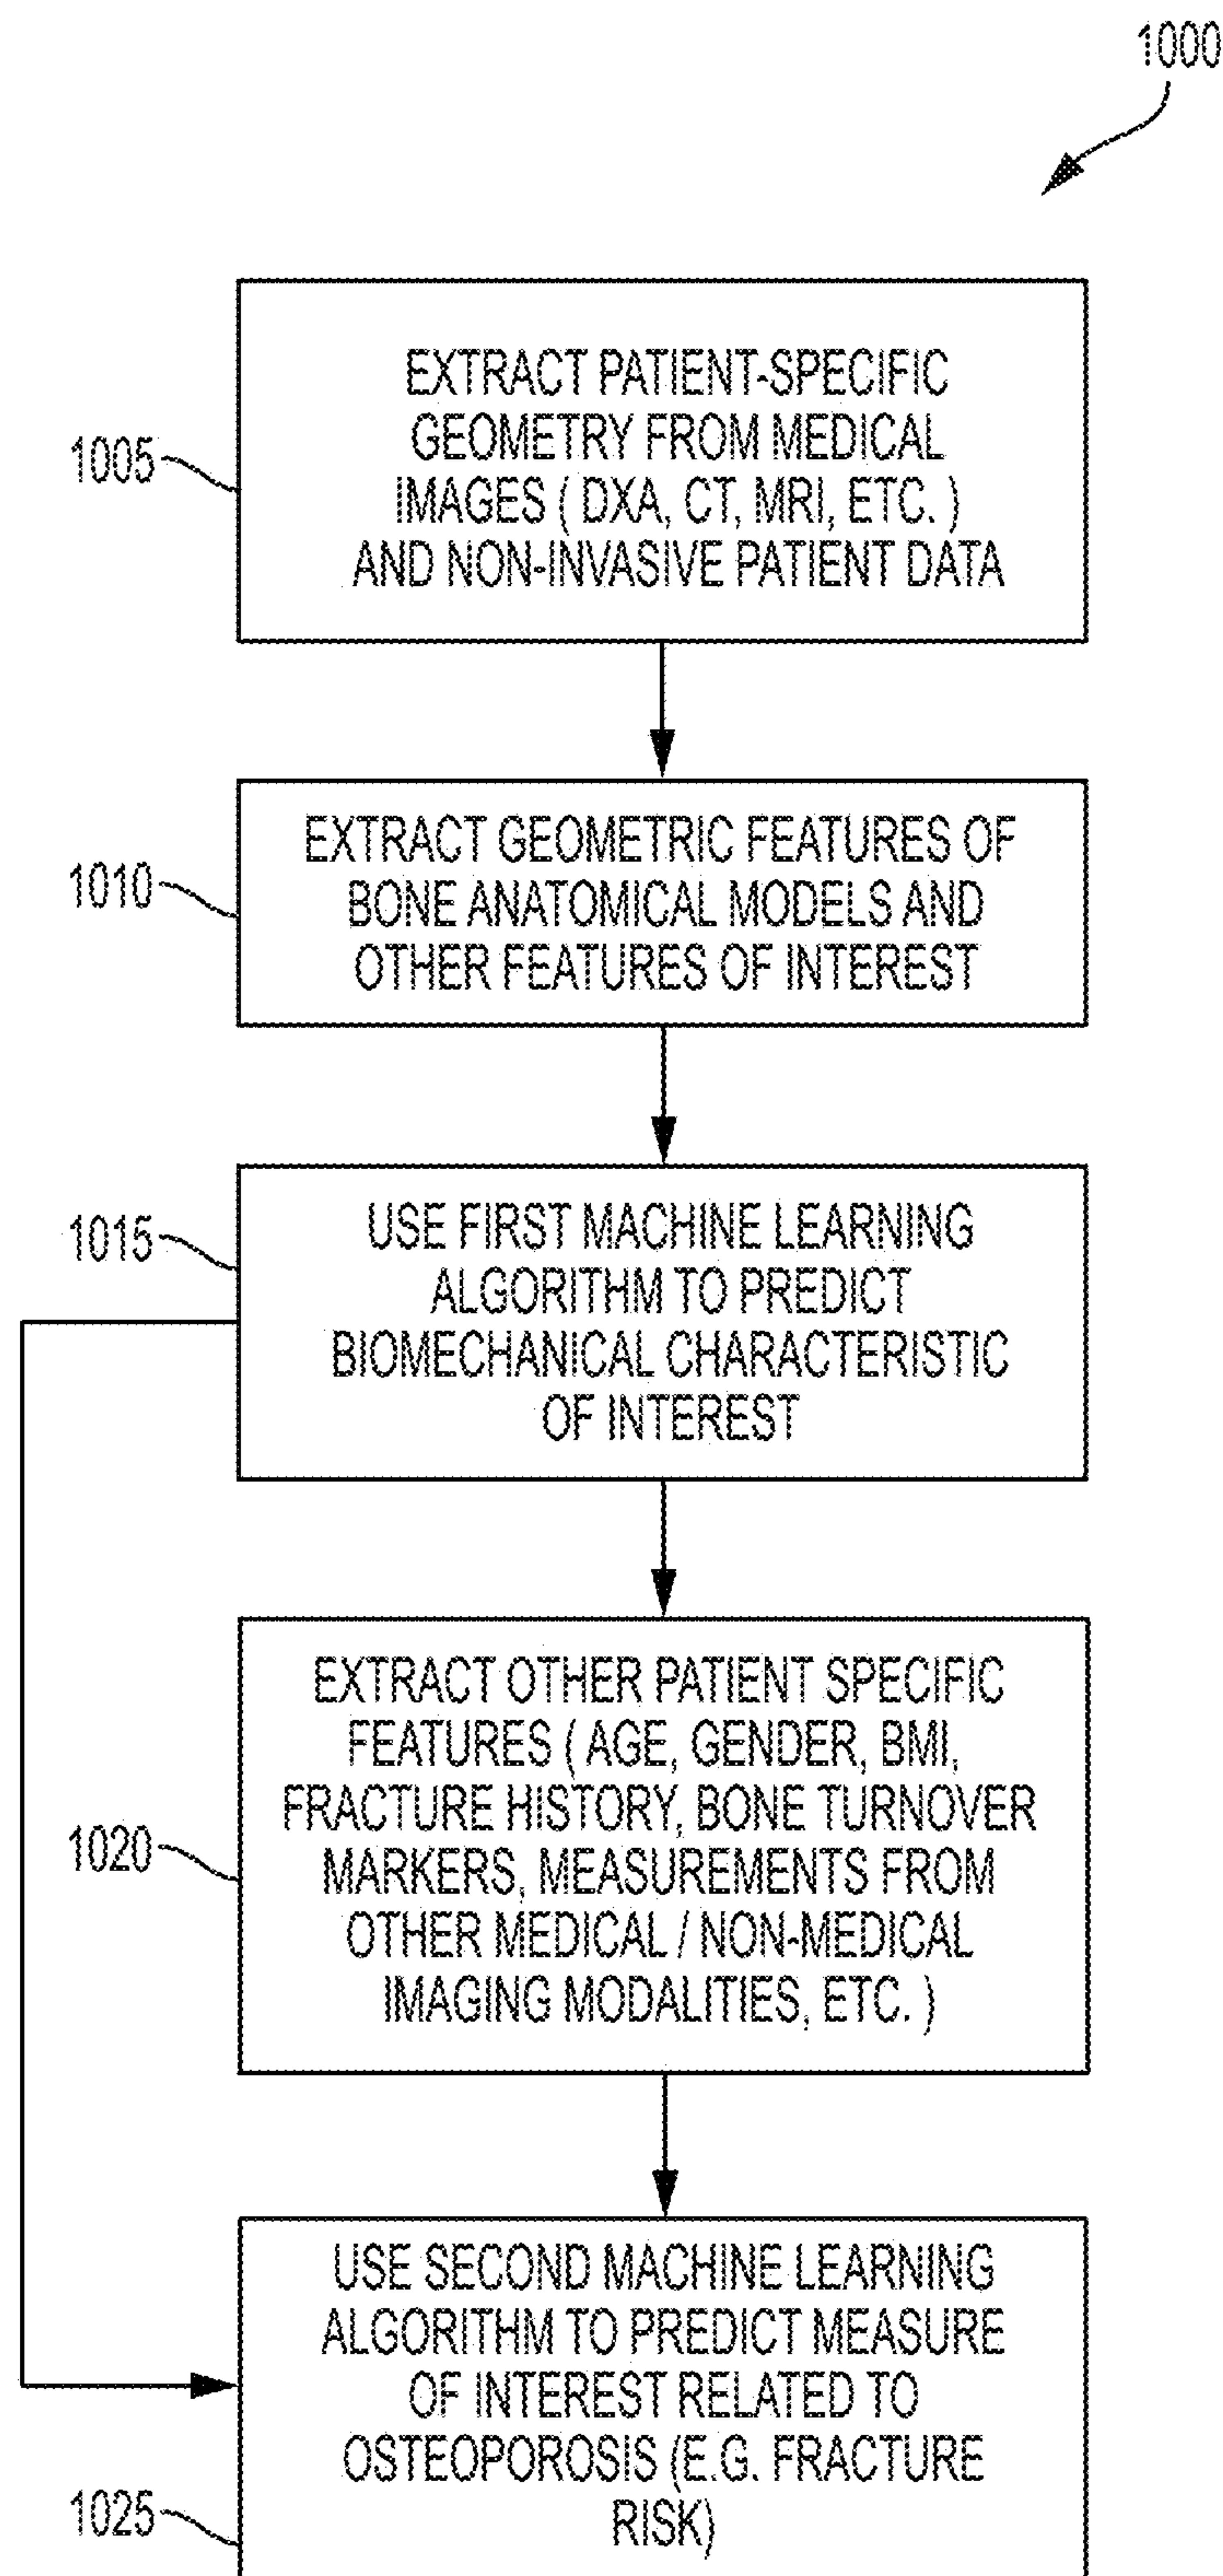 1000
1005
EXTRACT PATIENT-SPECIFIC
GEOMETRY FROM MEDICAL
IMAGES ( DXA, CT, MRI, ETC. )
AND NON-INVASIVE PATIENT DATA
1010
EXTRACT GEOMETRIC FEATURES OF
BONE ANATOMICAL MODELS AND
OTHER FEATURES OF INTEREST
1015
USE FIRST MACHINE LEARNING
ALGORITHM TO PREDICT
BIOMECHANICAL CHARACTERISTIC
OF INTEREST
1020
EXTRACT OTHER PATIENT SPECIFIC
FEATURES ( AGE, GENDER, BMI,
FRACTURE HISTORY, BONE TURNOVER
MARKERS, MEASUREMENTS FROM
OTHER MEDICAL / NON-MEDICAL
IMAGING MODALITIES, ETC. )
1025
USE SECOND MACHINE LEARNING
ALGORITHM TO PREDICT MEASURE
OF INTEREST RELATED TO
OSTEOPOROSIS (E.G. FRACTURE
RISK)